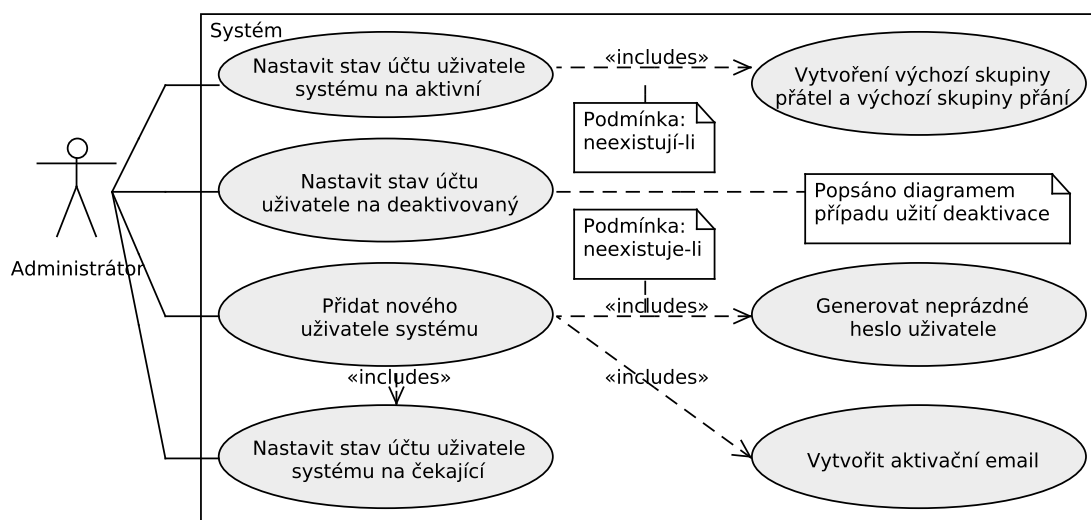 Systém
Nastavit stav účtu uživatele
systému na aktivní
«includes»
Vytvoření výchozí skupiny
přátel a výchozí skupiny přání
Podmínka:
neexistují-li
Nastavit stav účtu
uživatele na deaktivovaný
Popsáno diagramem
případu užití deaktivace
Podmínka:
neexistuje-li
Administrátor
Přidat nového
uživatele systému
«includes»
Generovat neprázdné
heslo uživatele
«includes»
«includes»
Nastavit stav účtu uživatele
systému na čekající
Vytvořit aktivační email